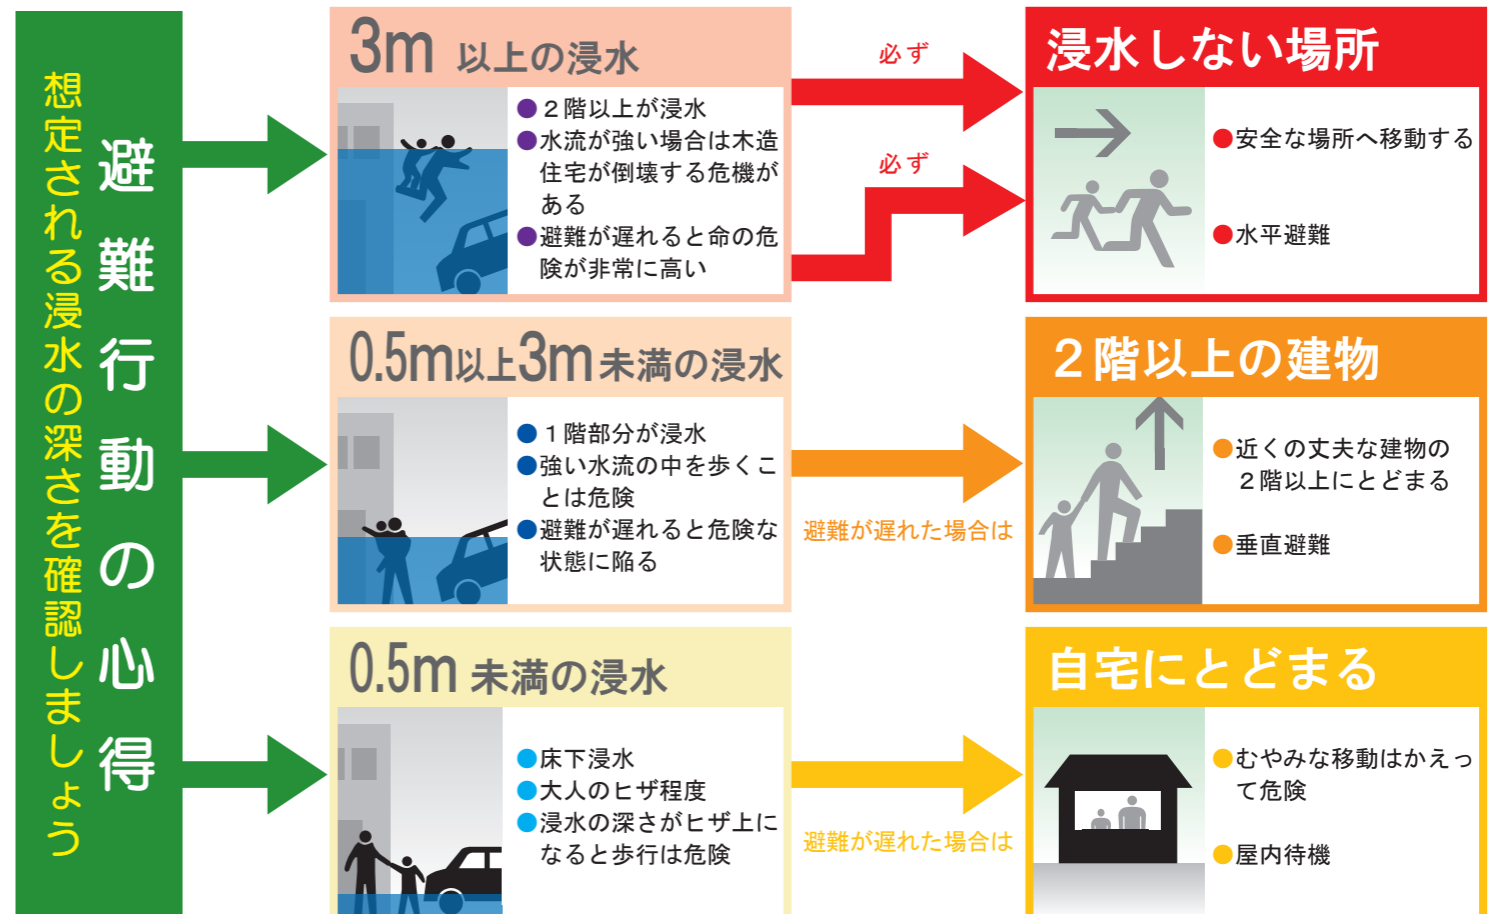 避難行動の心得
想定される浸水の深さを確認しましょう
3m 以上の浸水
●２階以上が浸水
●水流が強い場合は木造
住宅が倒壊する危機が
ある
●避難が遅れると命の危
険が非常に高い
必ず
必ず
浸水しない場所
●安全な場所へ移動する
●水平避難
0.5m以上3m未満の浸水
●１階部分が浸水
●強い水流の中を歩くこ
とは危険
●避難が遅れると危険な
状態に陥る
避難が遅れた場合は
２階以上の建物
●近くの丈夫な建物の
２階以上にとどまる
●垂直避難
0.5m 未満の浸水
●床下浸水
●大人のヒザ程度
●浸水の深さがヒザ上に
なると歩行は危険
避難が遅れた場合は
自宅にとどまる
●むやみな移動はかえっ
て危険
●屋内待機